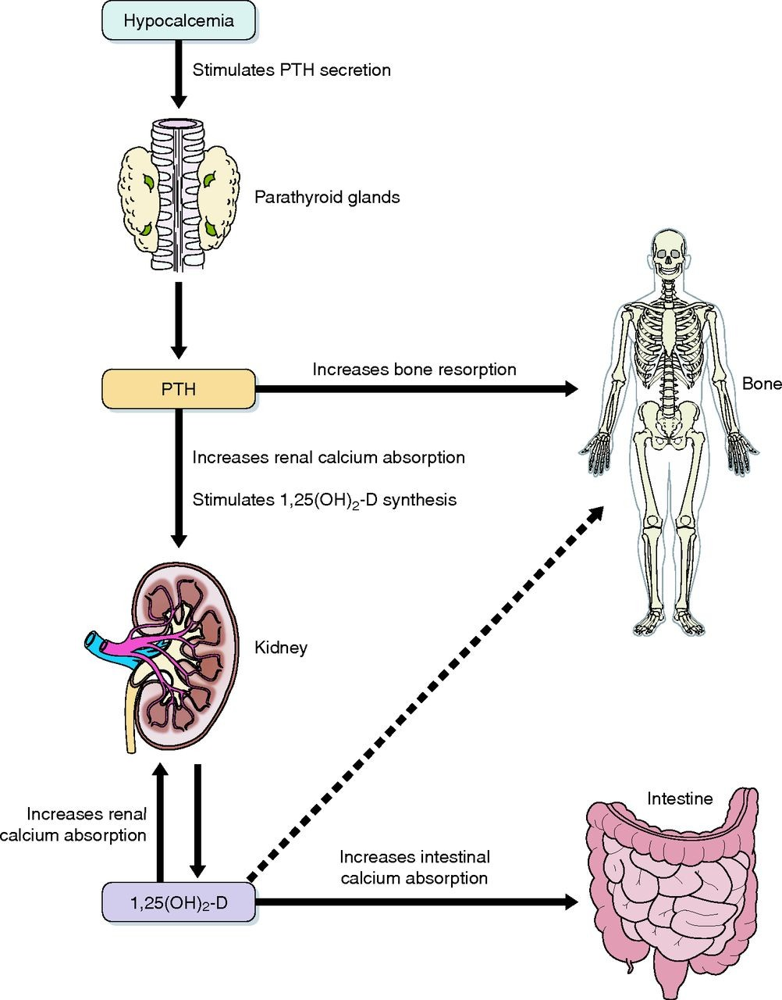 Hypocalcemia
Stimulates PTH secretion
Parathyroid glands
Increases bone resorption
PTH
Bone
Increases renal calcium absorption
Stimulates 1,25(OH)₂-D synthesis
Kidney
Increases renal
calcium absorption
Intestine
Increases intestinal
calcium absorption
1,25(OH)₂-D